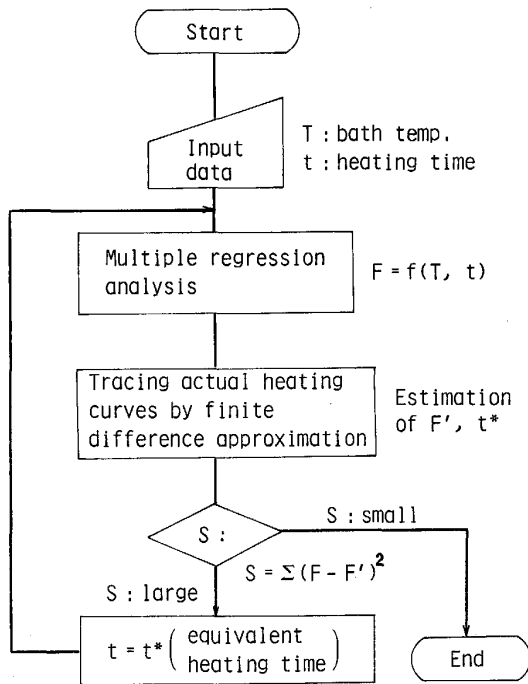 Start
Input
data
T : bath temp.
t : heating time
Multiple regression
analysis
F = f(T, t)
Tracing actual heating
curves by finite
difference approximation
Estimation
of F′, t*
S :
S : small
S = Σ(F - F′)²
S : large
t = t* ( equivalent
heating time )
End